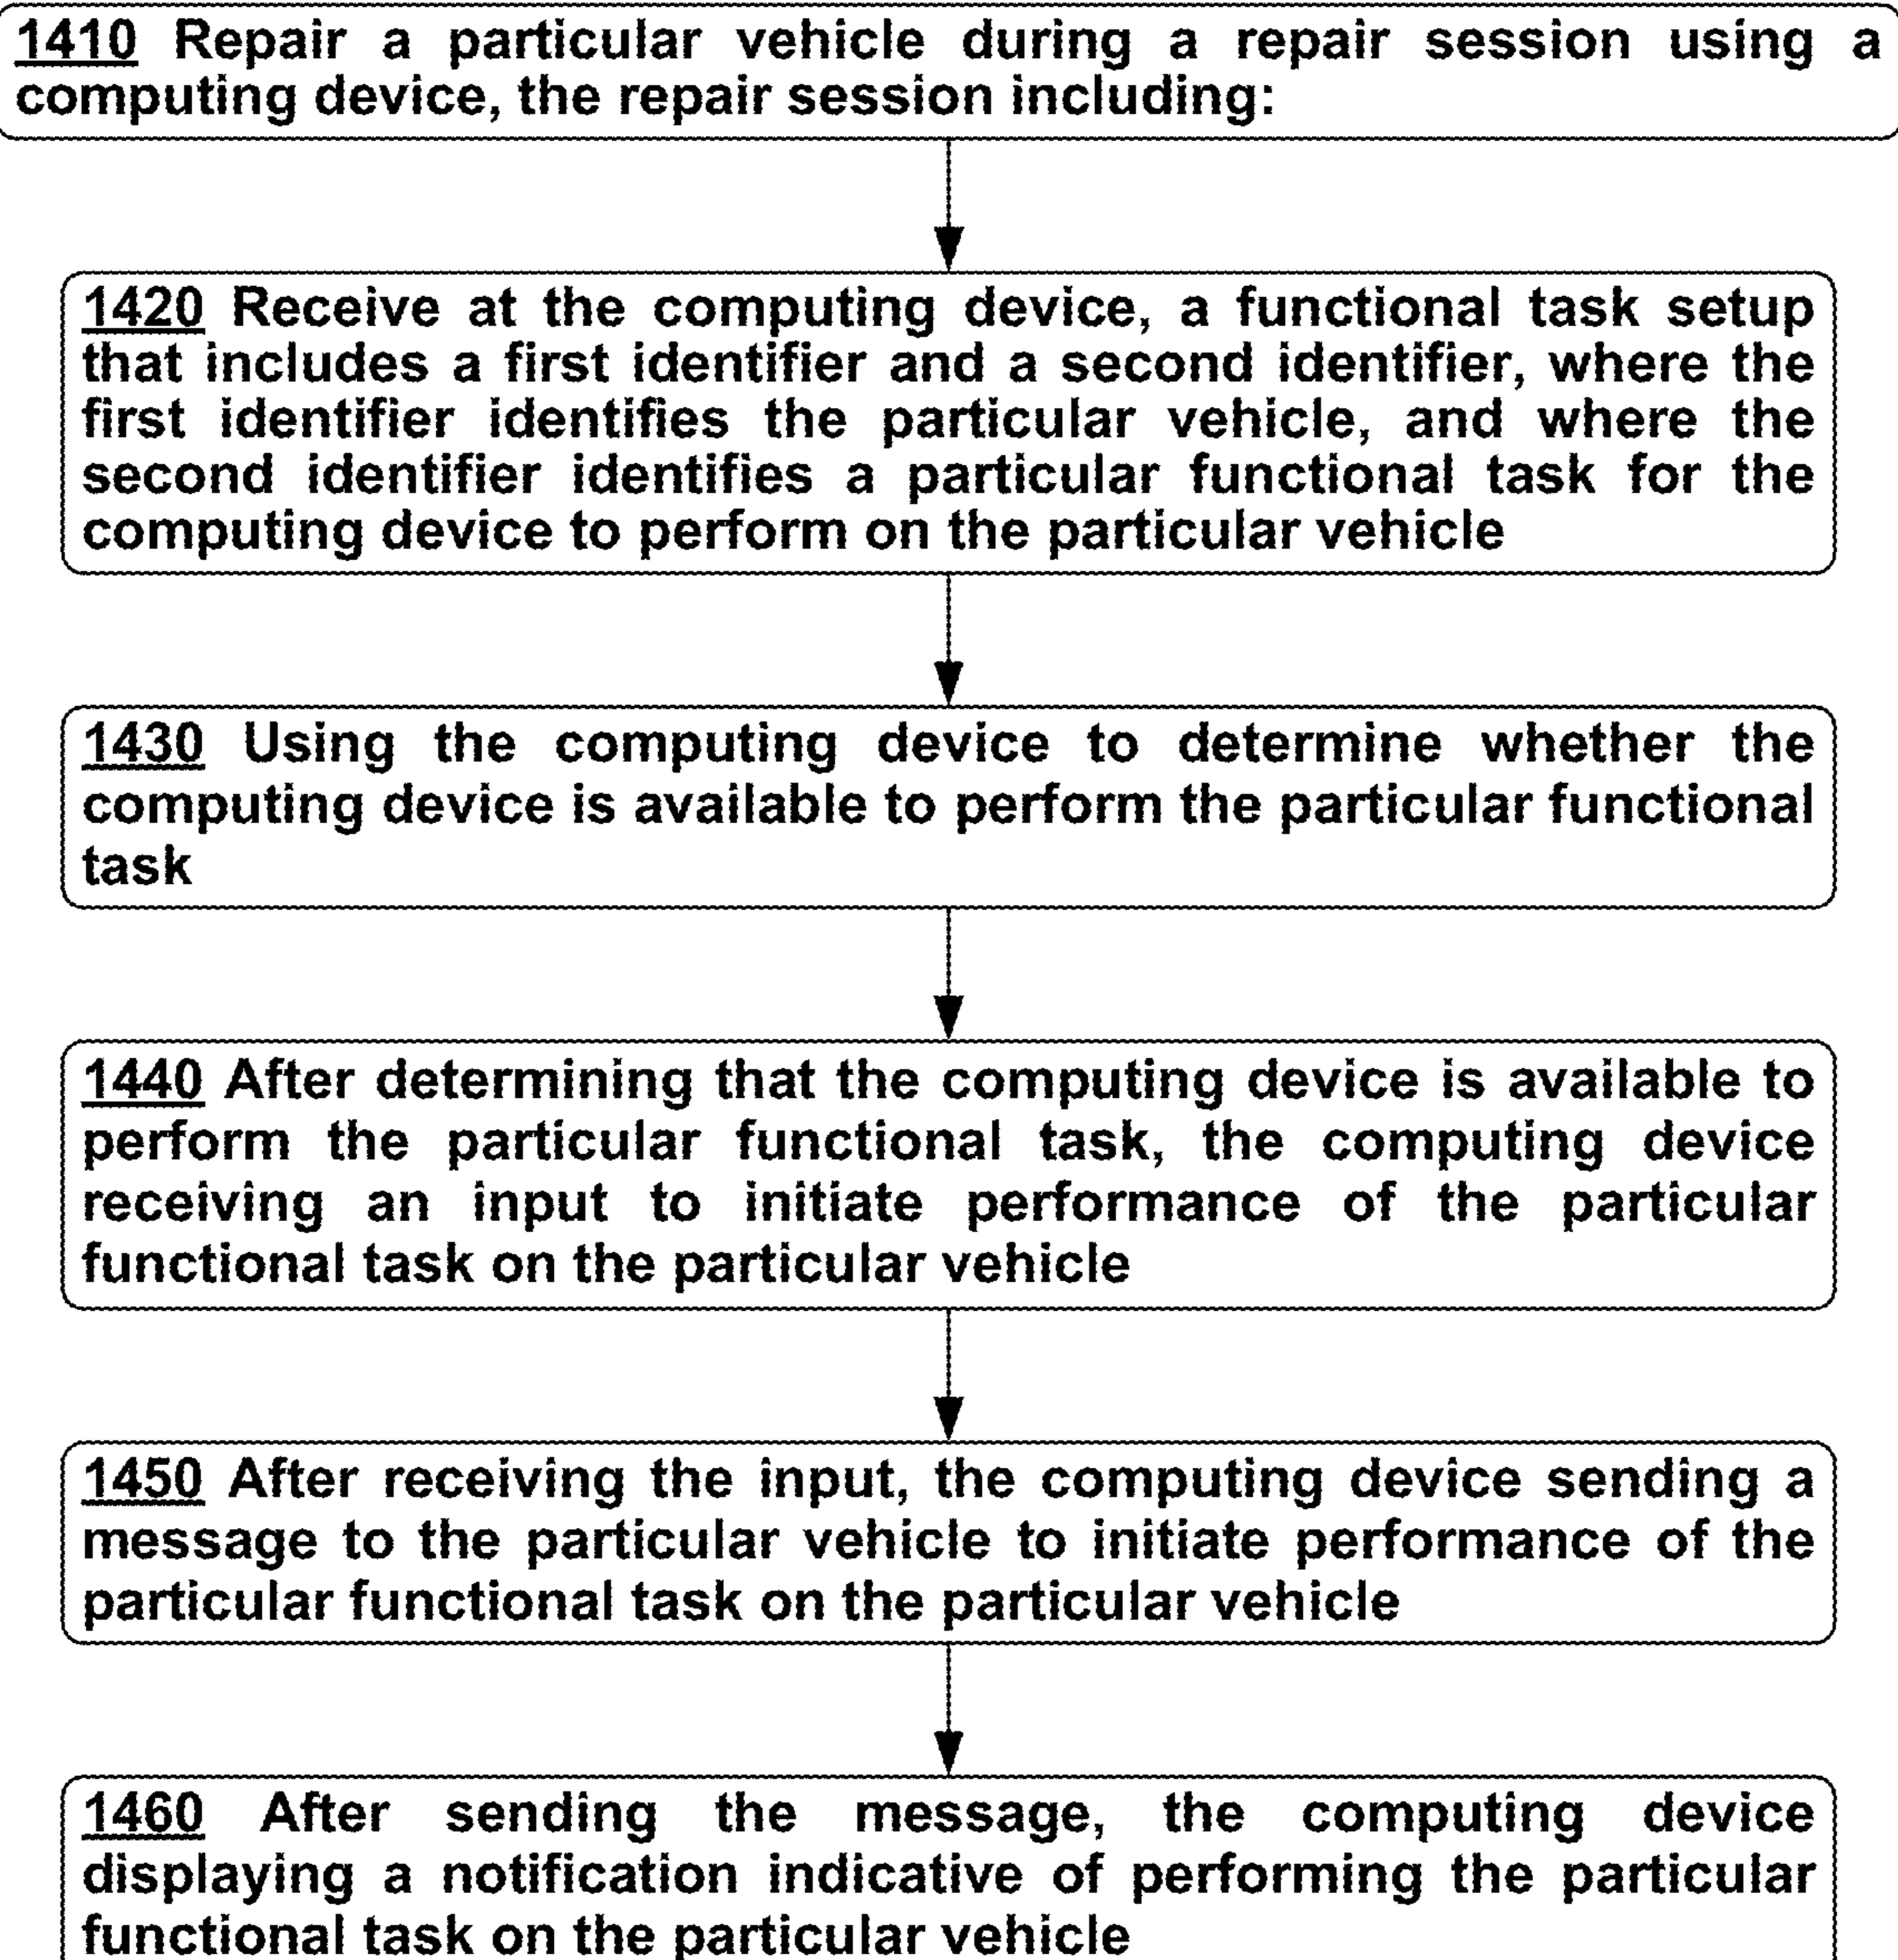 1410 Repair a particular vehicle during a repair session using a
computing device, the repair session including:
1420 Receive at the computing device, a functional task setup
that includes a first identifier and a second identifier, where the
first identifier identifies the particular vehicle, and where the
second identifier identifies a particular functional task for the
computing device to perform on the particular vehicle
1430 Using the computing device to determine whether the
computing device is available to perform the particular functional
task
1440 After determining that the computing device is available to
perform the particular functional task, the computing device
receiving an input to initiate performance of the particular
functional task on the particular vehicle
1450 After receiving the input, the computing device sending a
message to the particular vehicle to initiate performance of the
particular functional task on the particular vehicle
1460 After sending the message, the computing device
displaying a notification indicative of performing the particular
functional task on the particular vehicle